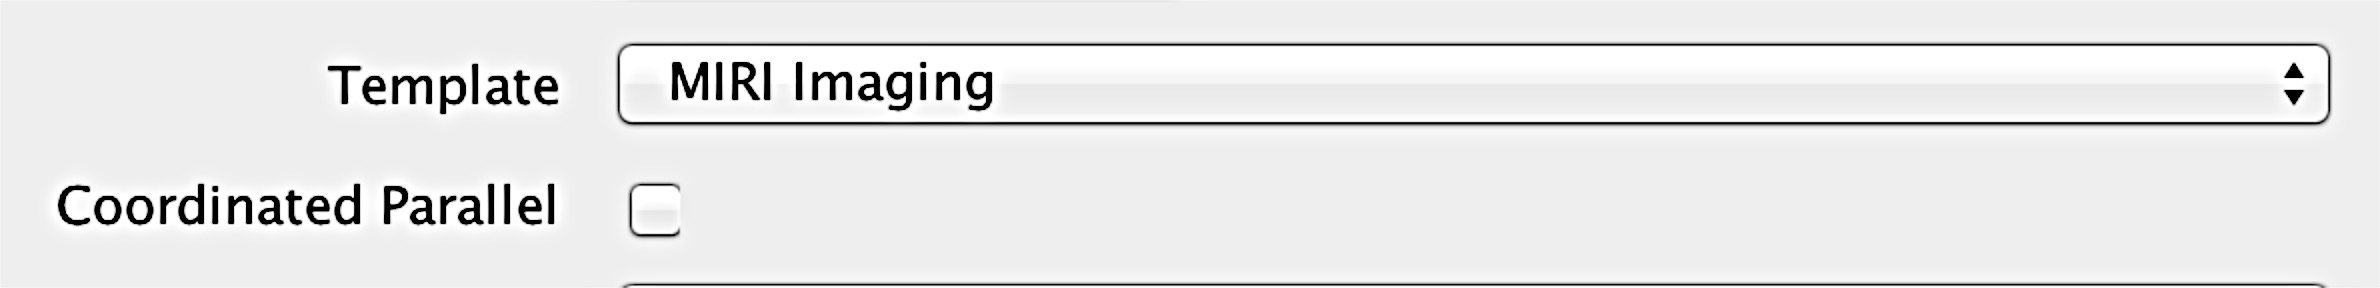 Template MIRI Imaging
Coordinated Parallel